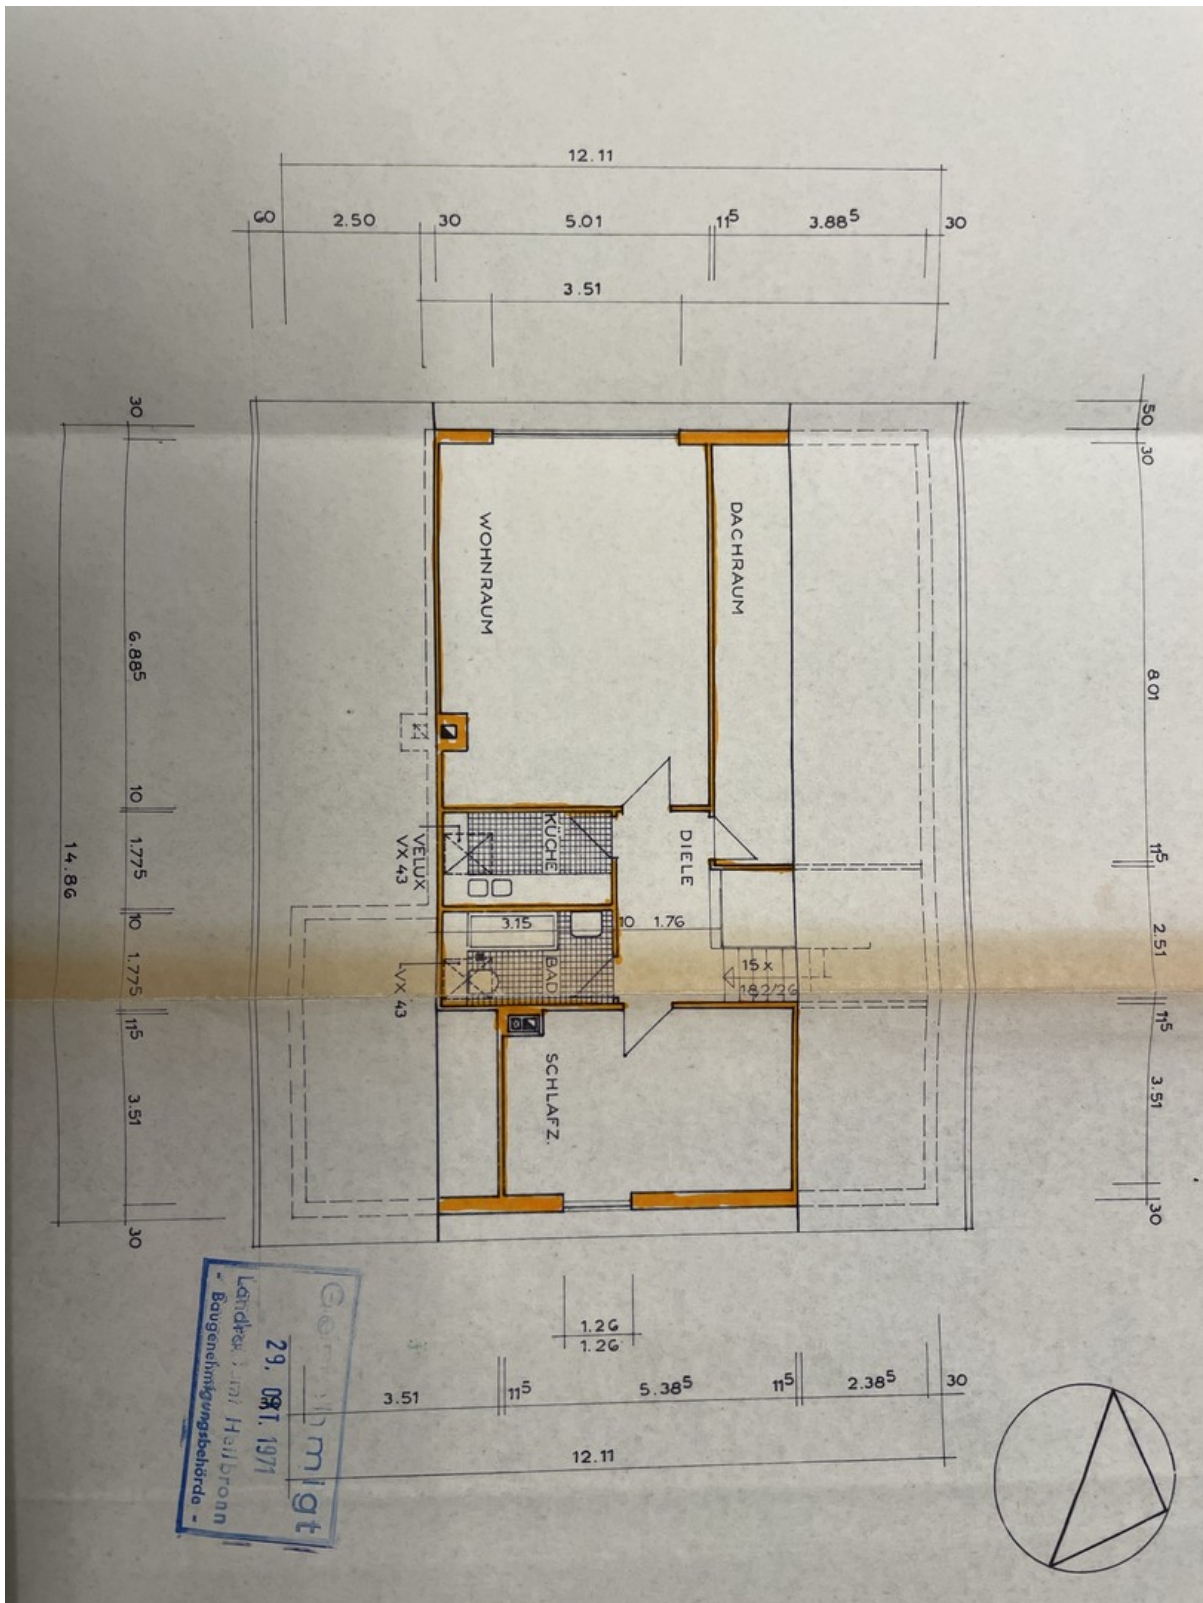 12.11
60 2.50 30 5.01 11⁵ 3.88⁵ 30
3.51
30
6.88⁵
10
1.775
10
1.775
11⁵
3.51
30
14.86
50
30
8.01
11⁵
2.51
11⁵
3.51
30
WOHNRAUM
DACHRAUM
KÜCHE
DIELE
VELUX
VX 43
3.15 10 1.76
BAD
VX 43
15 x
18.2/26
SCHLAFZ.
1.26
1.26
3.51 11⁵ 5.38⁵ 11⁵ 2.38⁵ 30
12.11
29. OKT. 1971
Heilbronn
- Baugenehmigungsbehörde -